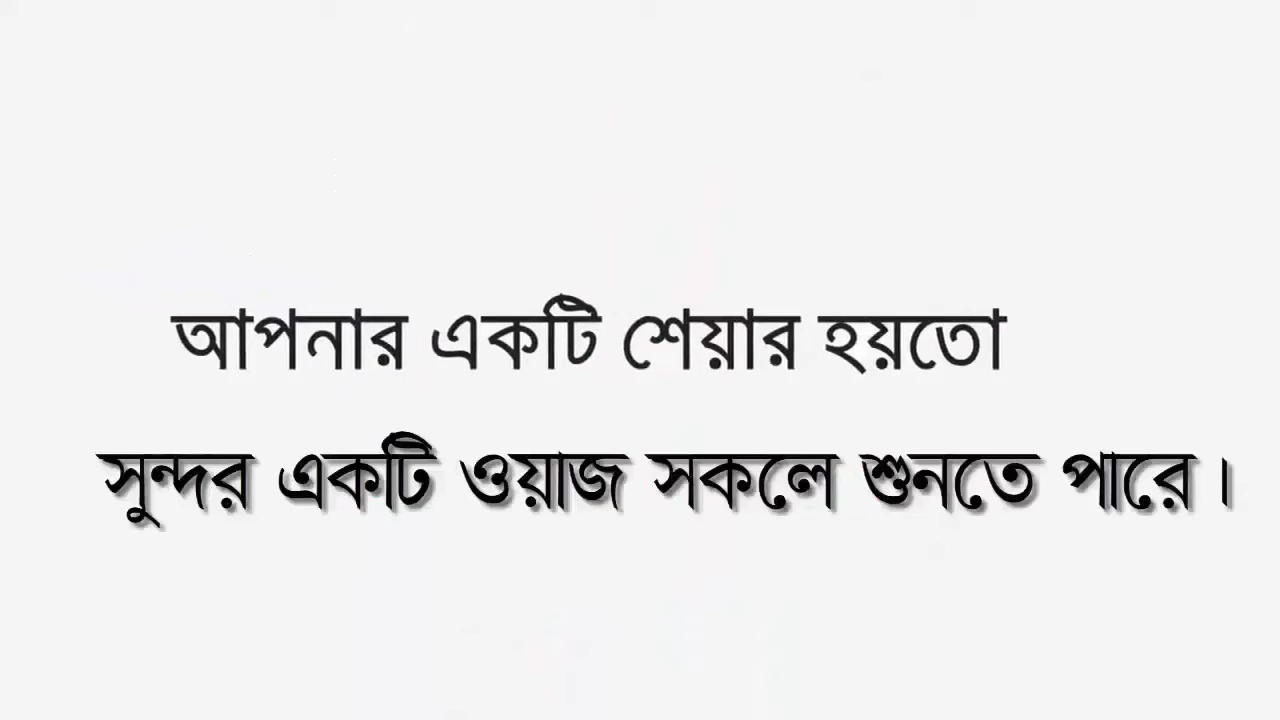 আপনার একটি শেয়ার হয়তো
সুন্দর একটি ওয়াজ সকলে শুনতে পারে।